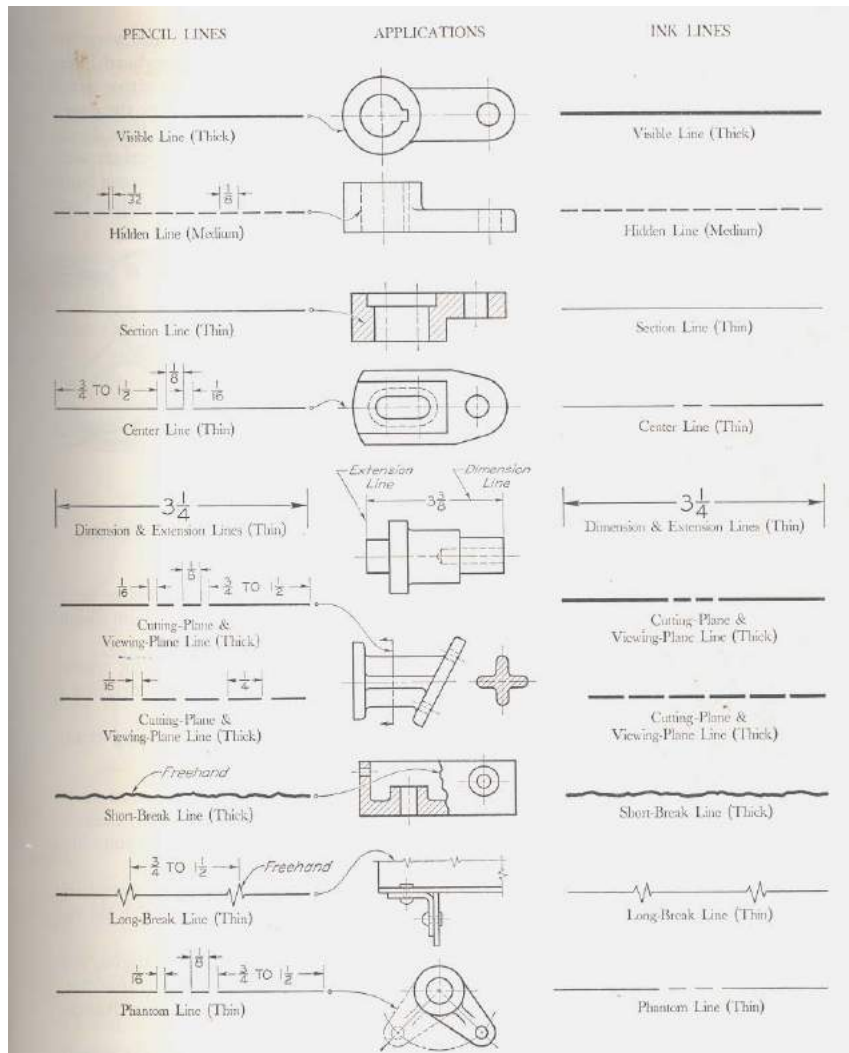 PENCIL LINES APPLICATIONS INK LINES
Visible Line (Thick)
Visible Line (Thick)
1/32 1/8
Hidden Line (Medium)
Hidden Line (Medium)
Section Line (Thin)
Section Line (Thin)
3/4 TO 1 1/2 1/8 1/16
Center Line (Thin)
Center Line (Thin)
Extension Line
Dimension Line
3 3/8
3 1/4
Dimension & Extension Lines (Thin)
3 1/4
Dimension & Extension Lines (Thin)
1/16 1/8 3/4 TO 1 1/2
Cutting-Plane &
Viewing-Plane Line (Thick)
Cutting-Plane &
Viewing-Plane Line (Thick)
1/16 1/4
Cutting-Plane &
Viewing-Plane Line (Thick)
Cutting-Plane &
Viewing-Plane Line (Thick)
Freehand
Short-Break Line (Thick)
Short-Break Line (Thick)
3/4 TO 1 1/2 Freehand
Long-Break Line (Thin)
Long-Break Line (Thin)
1/16 1/8 3/4 TO 1 1/2
Phantom Line (Thin)
Phantom Line (Thin)